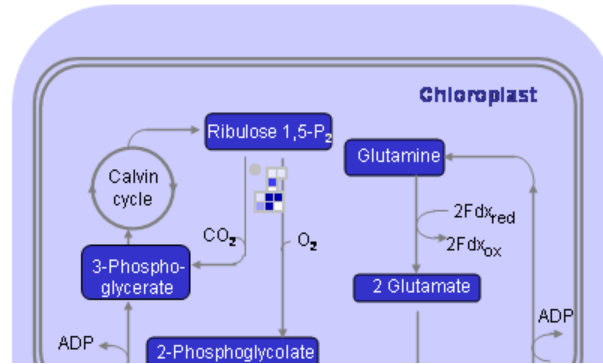 Chloroplast
Ribulose 1,5-P2
Glutamine
Calvin
cycle
2Fdxred
CO2
O2
2Fdxox
3-Phospho-
glycerate
2 Glutamate
ADP
ADP
2-Phosphoglycolate